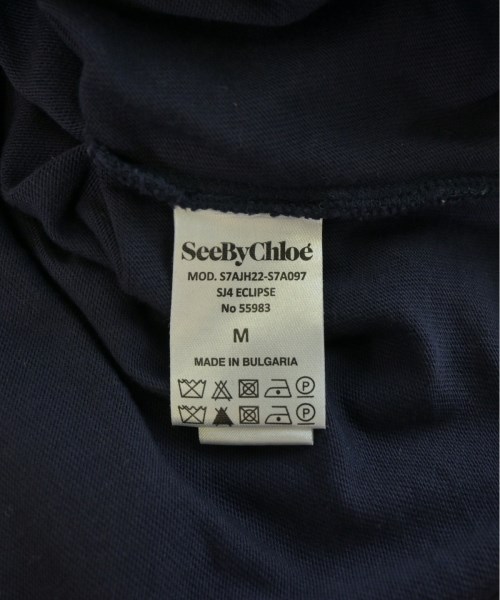 SeeByChloé
MOD. S7AJH22-S7A097
SJ4 ECLIPSE
No 55983
M
MADE IN BULGARIA
P
P